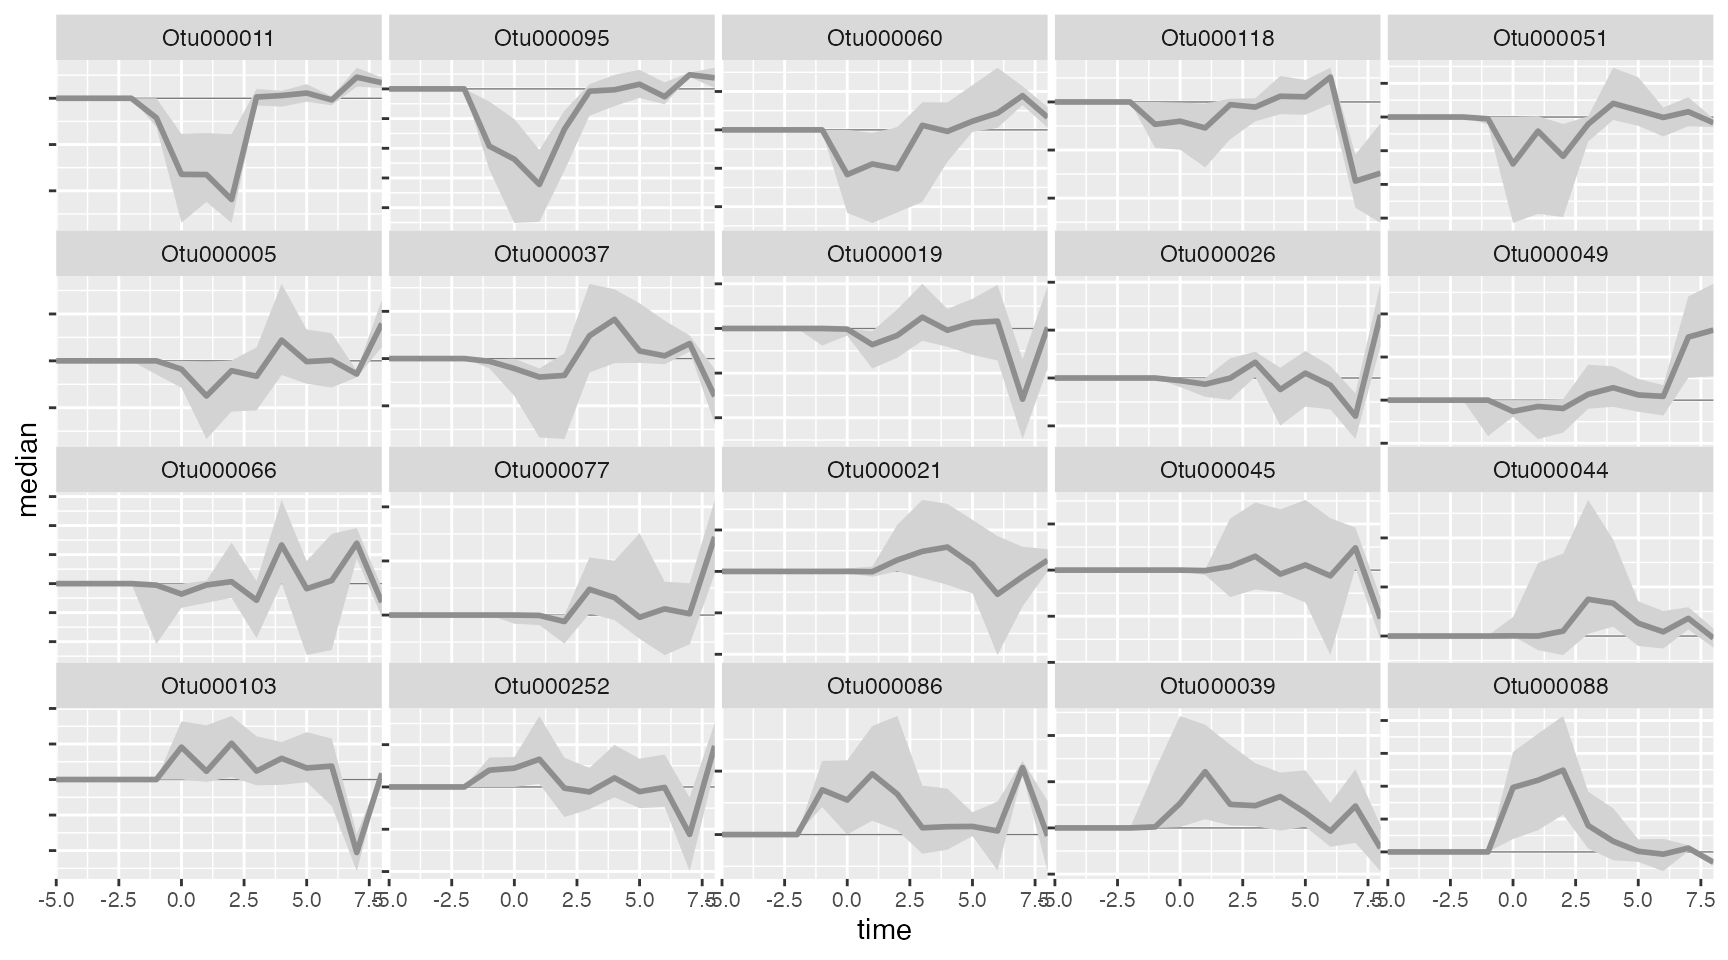 Otu000011 Otu000095 Otu000060 Otu000118 Otu000051
Otu000005 Otu000037 Otu000019 Otu000026 Otu000049
Otu000066 Otu000077 Otu000021 Otu000045 Otu000044
Otu000103 Otu000252 Otu000086 Otu000039 Otu000088
median
-5.0 -2.5 0.0 2.5 5.0 7.5 -5.0 -2.5 0.0 2.5 5.0 7.5 -5.0 -2.5 0.0 2.5 5.0 7.5 -5.0 -2.5 0.0 2.5 5.0 7.5 -5.0 -2.5 0.0 2.5 5.0 7.5
time